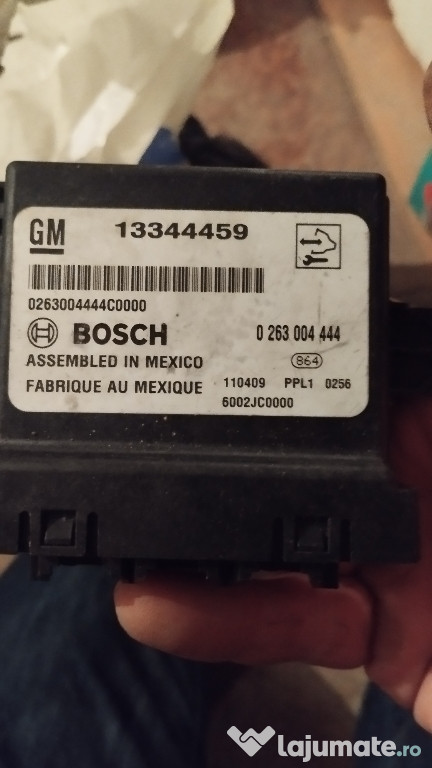 GM 13344459
0263004444C0000
BOSCH 0 263 004 444
ASSEMBLED IN MEXICO 864
FABRIQUE AU MEXIQUE 110409 PPL1 0256
6002JC0000
lajumate.ro